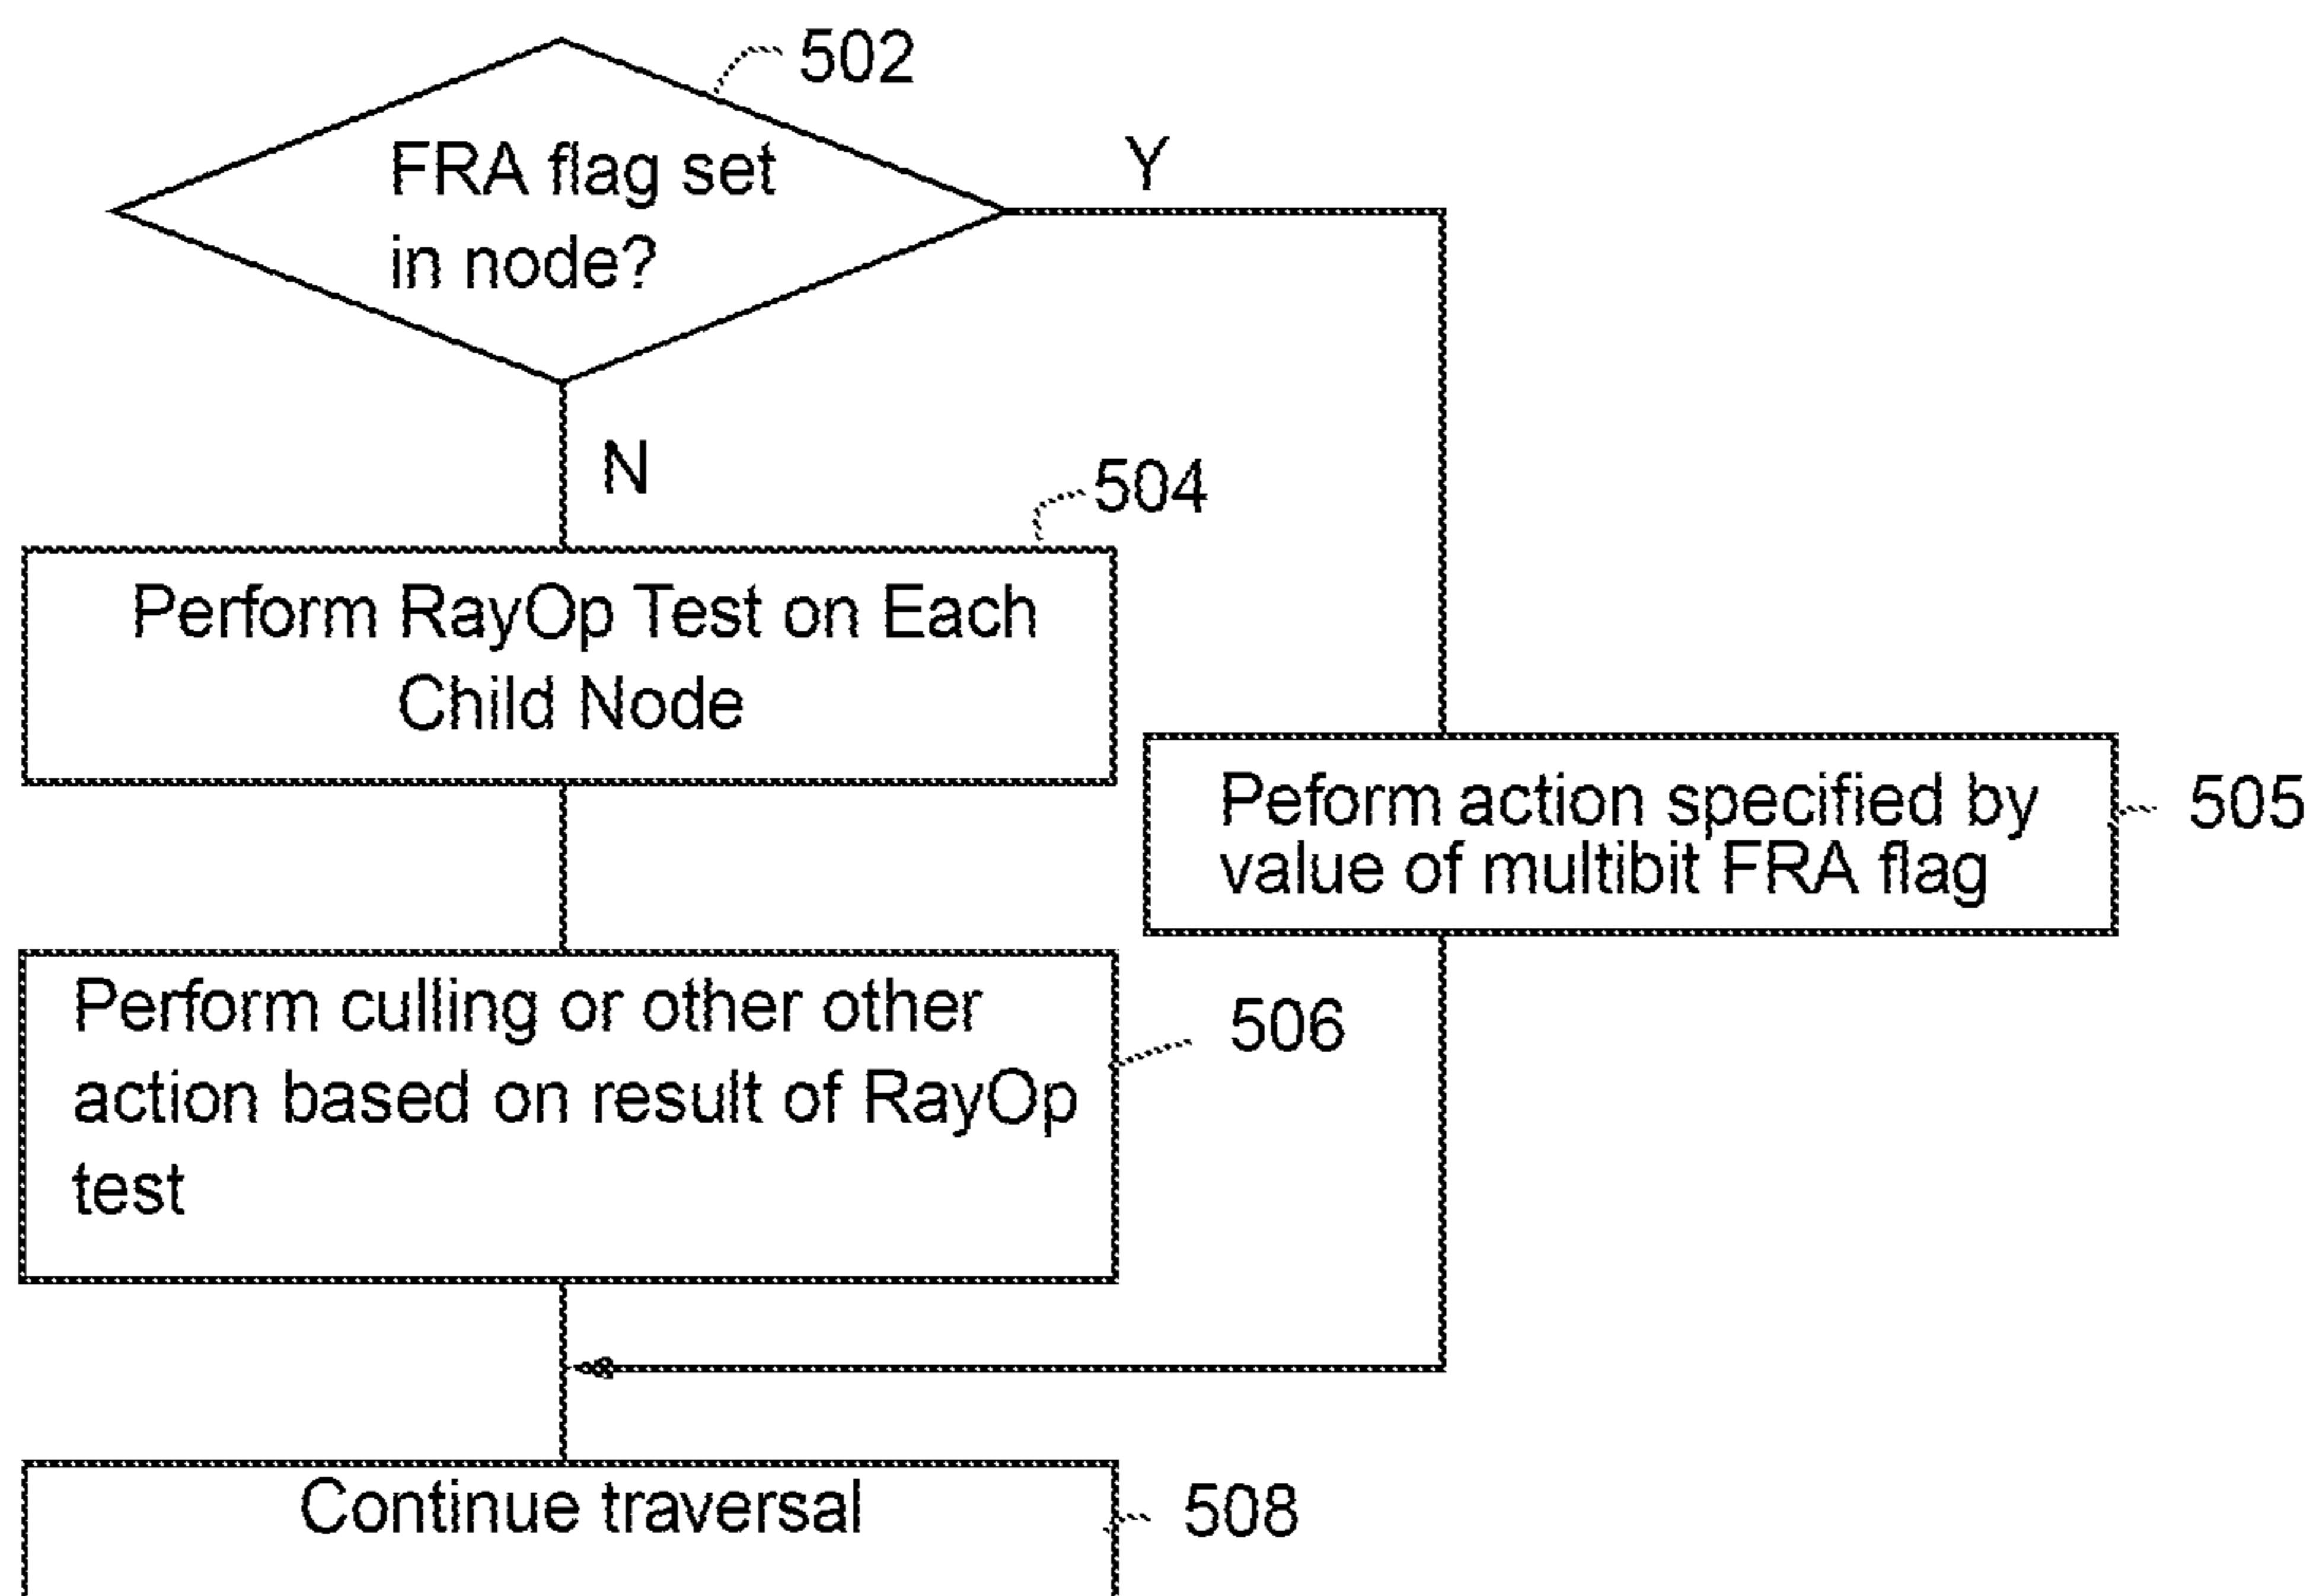 502
FRA flag set
in node?
Y
N
504
Perform RayOp Test on Each
Child Node
Peform action specified by
value of multibit FRA flag
505
Perform culling or other other
action based on result of RayOp
test
506
Continue traversal
508